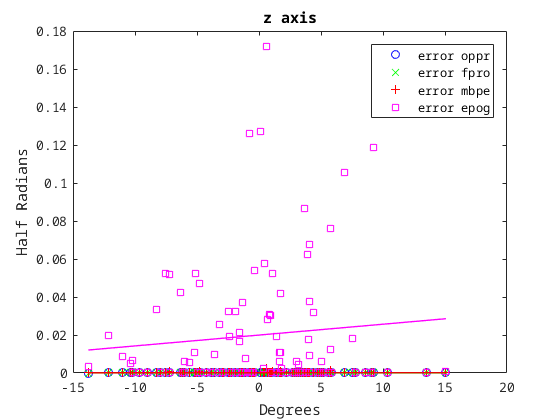 z axis
0.18
0.16
0.14
0.12
0.1
0.08
0.06
0.04
0.02
0
Half Radians
error oppr
error fpro
error mbpe
error epog
-15
-10
-5
0
5
10
15
20
Degrees